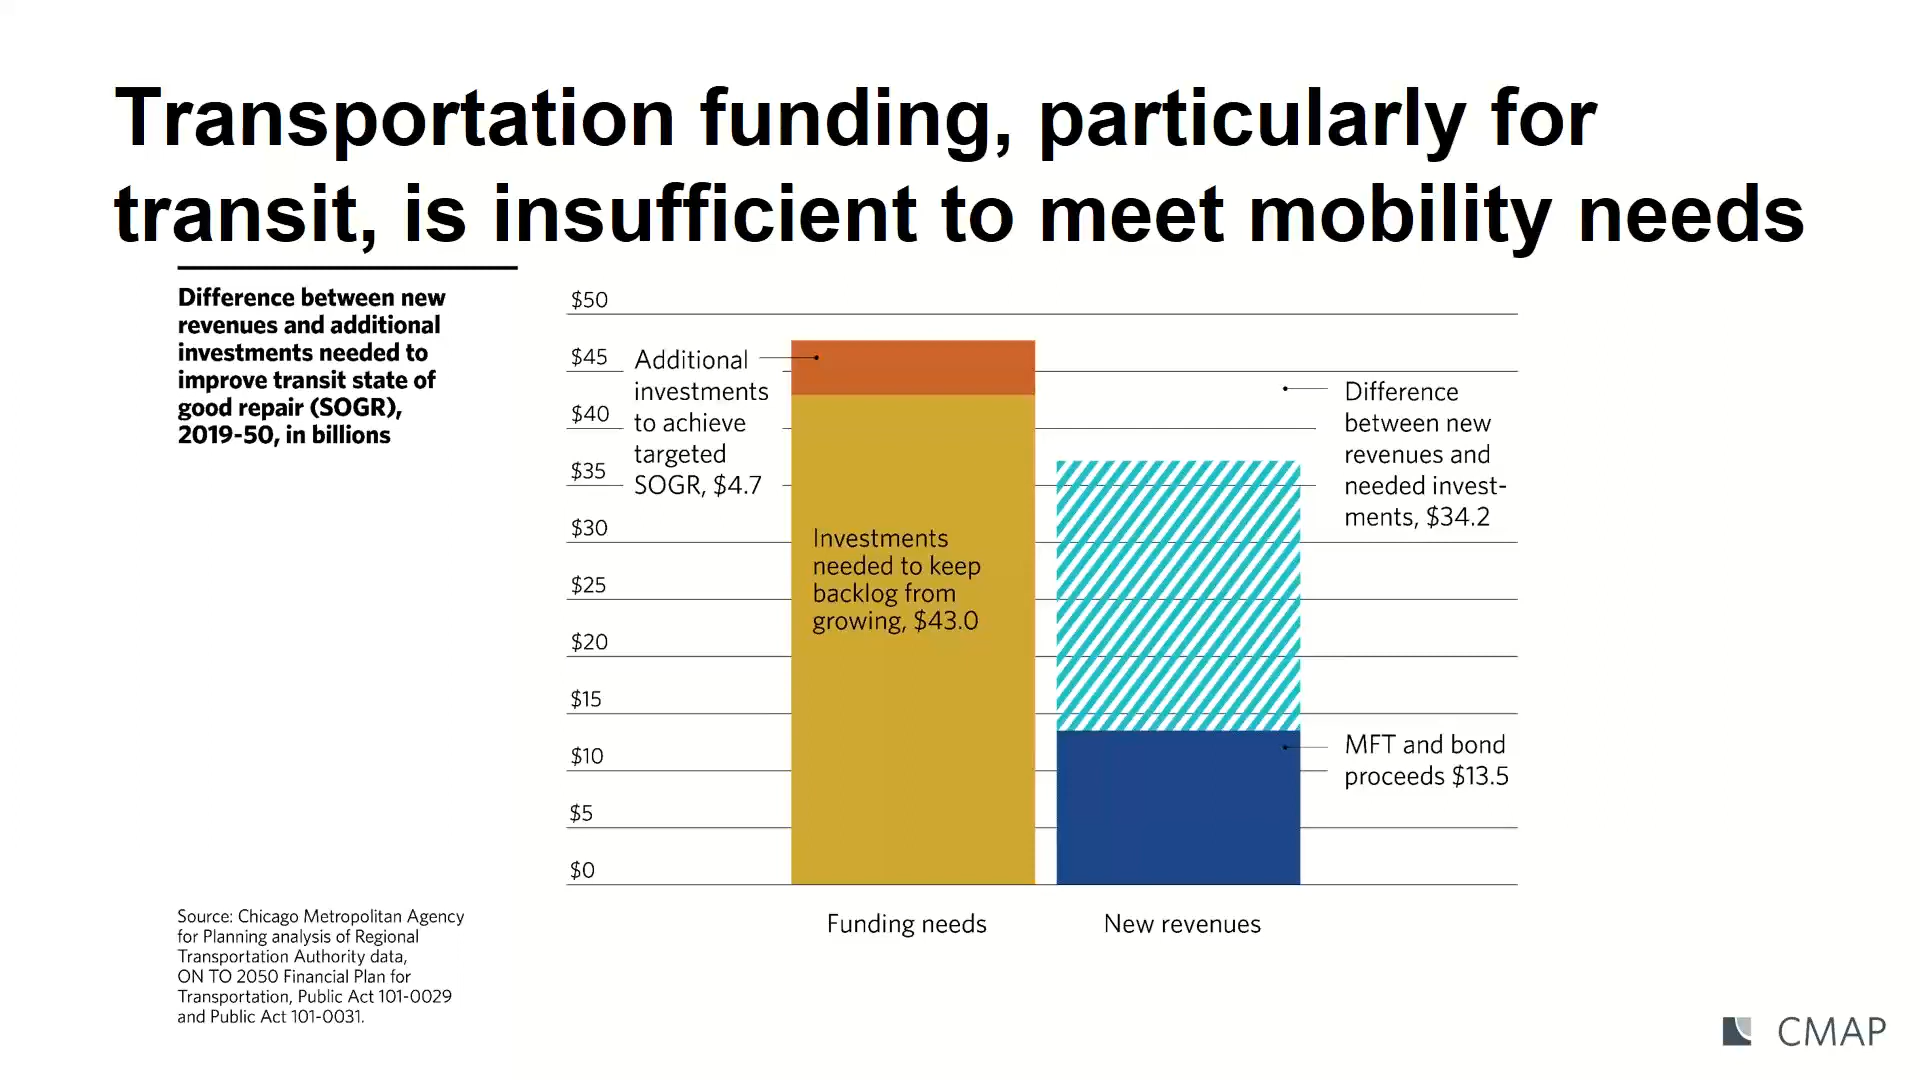 Transportation funding, particularly for
transit, is insufficient to meet mobility needs
Difference between new
revenues and additional
investments needed to
improve transit state of
good repair (SOGR),
2019-50, in billions
$50
$45
$40
$35
$30
$25
$20
$15
$10
$5
$0
Additional
investments
to achieve
targeted
SOGR, $4.7
Investments
needed to keep
backlog from
growing, $43.0
Difference
between new
revenues and
needed invest-
ments, $34.2
MFT and bond
proceeds $13.5
Funding needs
New revenues
Source: Chicago Metropolitan Agency
for Planning analysis of Regional
Transportation Authority data,
ON TO 2050 Financial Plan for
Transportation, Public Act 101-0029
and Public Act 101-0031.
CMAP